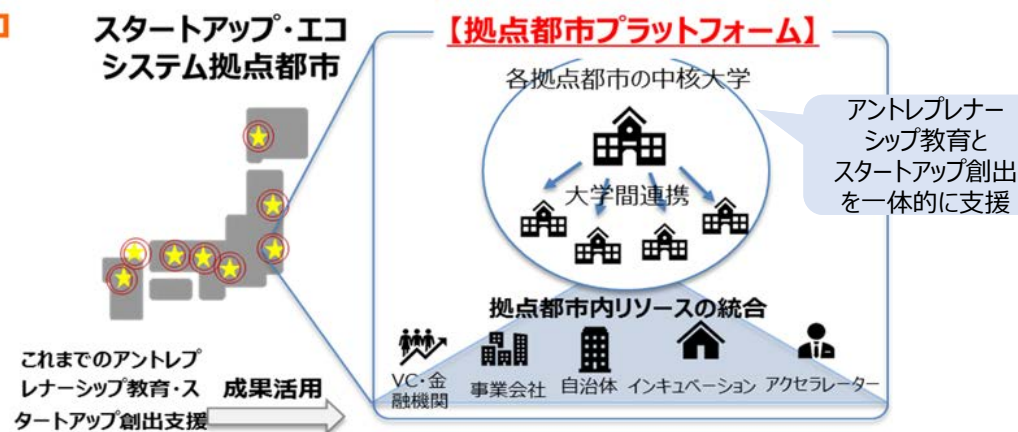 スタートアップ・エコ
システム拠点都市
【拠点都市プラットフォーム】
各拠点都市の中核大学
大学間連携
アントレプレナー
シップ教育と
スタートアップ創出
を一体的に支援
拠点都市内リソースの統合
VC・金
融機関
事業会社
自治体
インキュベーション
アクセラレーター
これまでのアントレプ
レナーシップ教育・ス
タートアップ創出支援
成果活用